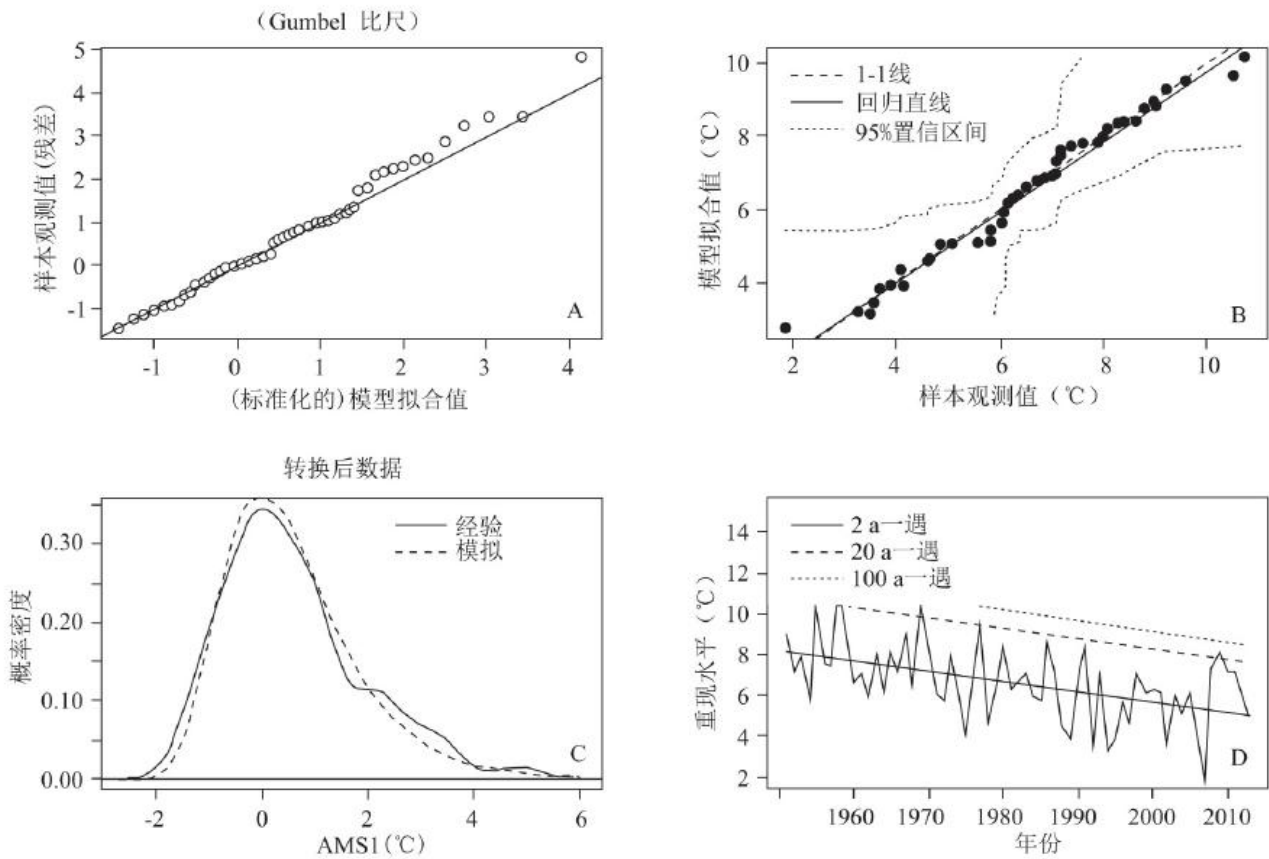 (Gumbel 比尺)
样本观测值(残差)
5
4
3
2
1
0
-1
A
-1 0 1 2 3 4
(标准化的)模型拟合值
模型拟合值(℃)
10
8
6
4
1-1线
回归直线
95%置信区间
B
2 4 6 8 10
样本观测值(℃)
转换后数据
概率密度
0.30
0.20
0.10
0.00
经验
模拟
C
-2 0 2 4 6
AMS1(℃)
重现水平(℃)
14
12
10
8
6
4
2
2 a一遇
20 a一遇
100 a一遇
D
1960 1970 1980 1990 2000 2010
年份